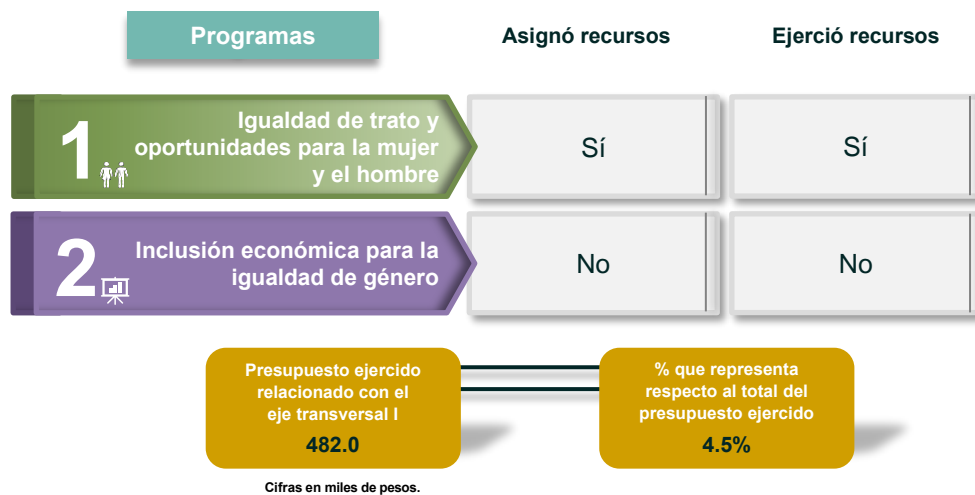 Programas
Asignó recursos
Ejerció recursos
1
Igualdad de trato y
oportunidades para la mujer
y el hombre
Sí
Sí
2
Inclusión económica para la
igualdad de género
No
No
Presupuesto ejercido
relacionado con el
eje transversal I
482.0
% que representa
respecto al total del
presupuesto ejercido
4.5%
Cifras en miles de pesos.